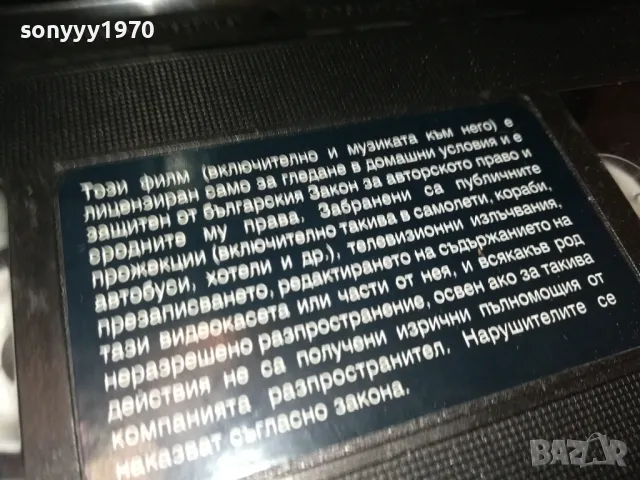 sonyyy1970
Този филм (включително и музиката към него) е
лицензиран само за гледане в домашни условия и е
защитен от българския Закон за авторското право и
сродните му права. Забранени са публичните
прожекции (включително такива в самолети, кораби,
автобуси, хотели и др.), телевизионни излъчвания,
презаписването, редактирането на съдържанието на
тази видеокасета или части от нея, и всякакъв род
неразрешено разпространение, освен ако за такива
действия не са получени изрични пълномощия от
компанията разпространител. Нарушителите се
наказват съгласно закона.
BAZAR